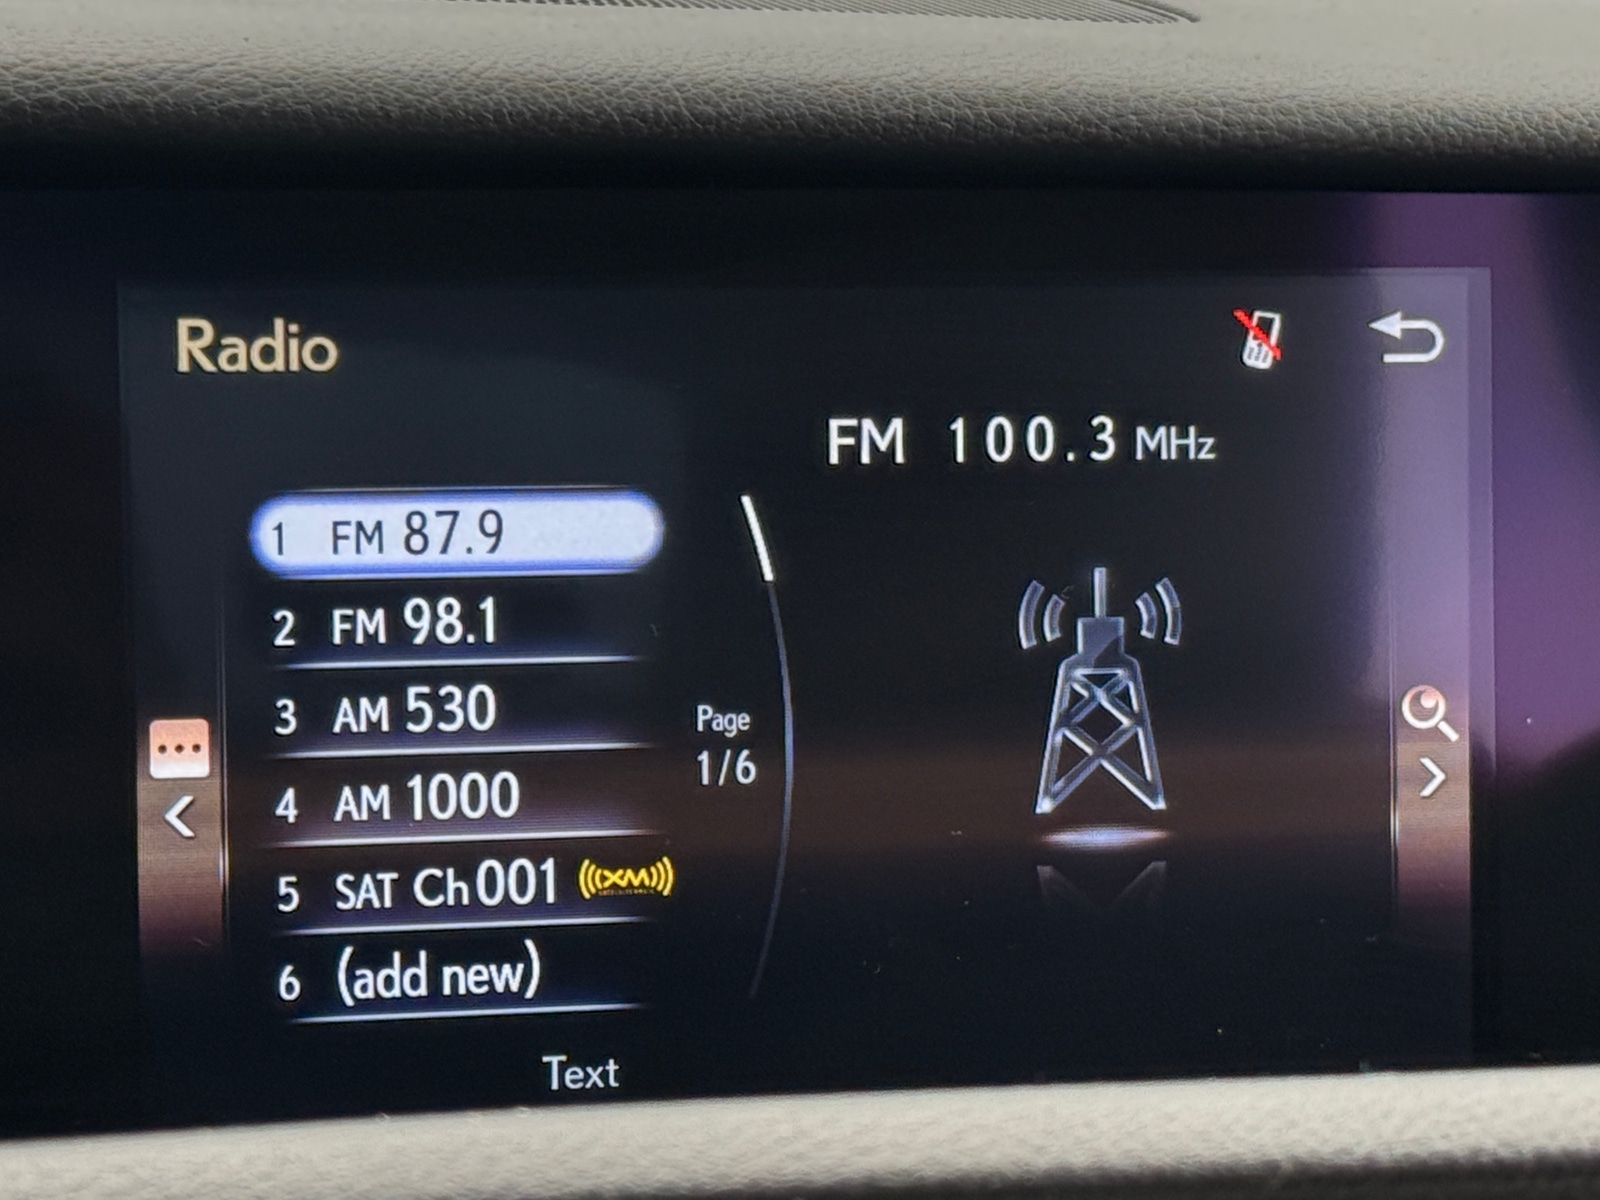 Radio
FM 100.3 MHz
1 FM 87.9
2 FM 98.1
3 AM 530
4 AM 1000
5 SAT Ch 001 XM
6 (add new)
Page
1/6
Text